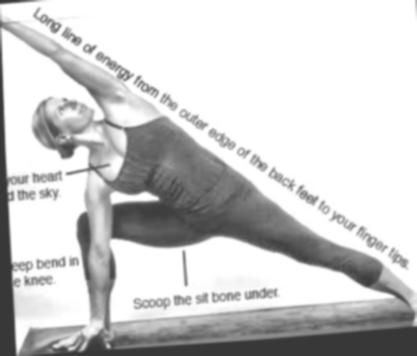 Long line of energy from the outer edge of the back feet to your finger tips.
your heart
d the sky.
eep bend in
e knee.
Scoop the sit bone under.